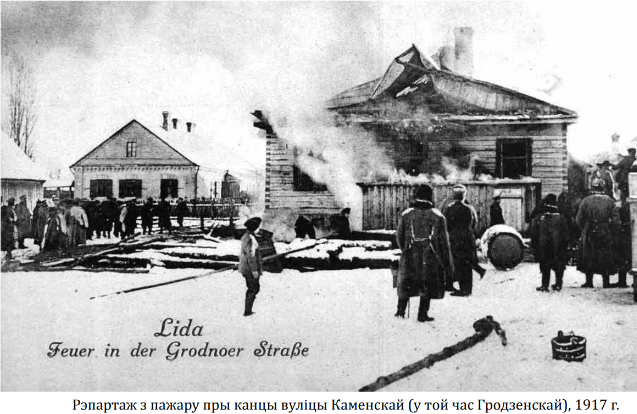 Lida
Feuer in der Grodnoer Straße
Рэпартаж з пажару пры канцы вуліцы Каменскай (у той час Гродзенскай), 1917 г.